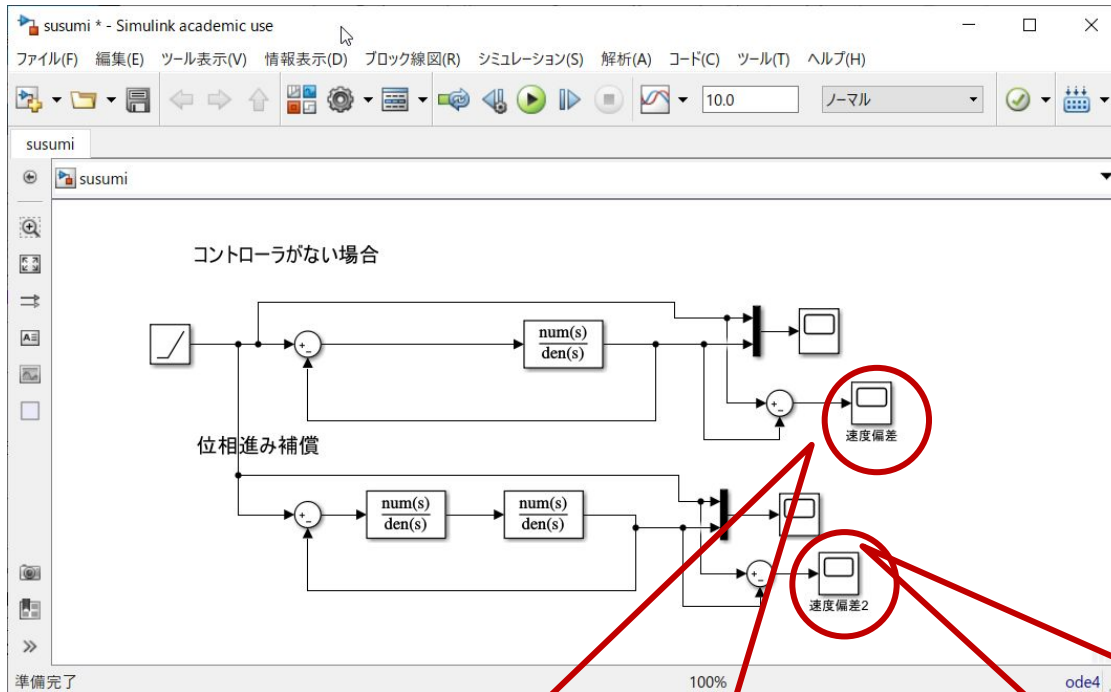 susumi * - Simulink academic use
ファイル(F) 編集(E) ツール表示(V) 情報表示(D) ブロック線図(R) シミュレーション(S) 解析(A) コード(C) ツール(T) ヘルプ(H)
10.0 ノーマル
susumi
susumi
コントローラがない場合
num(s)
den(s)
速度偏差
位相進み補償
num(s) num(s)
den(s) den(s)
速度偏差2
準備完了 100% ode4